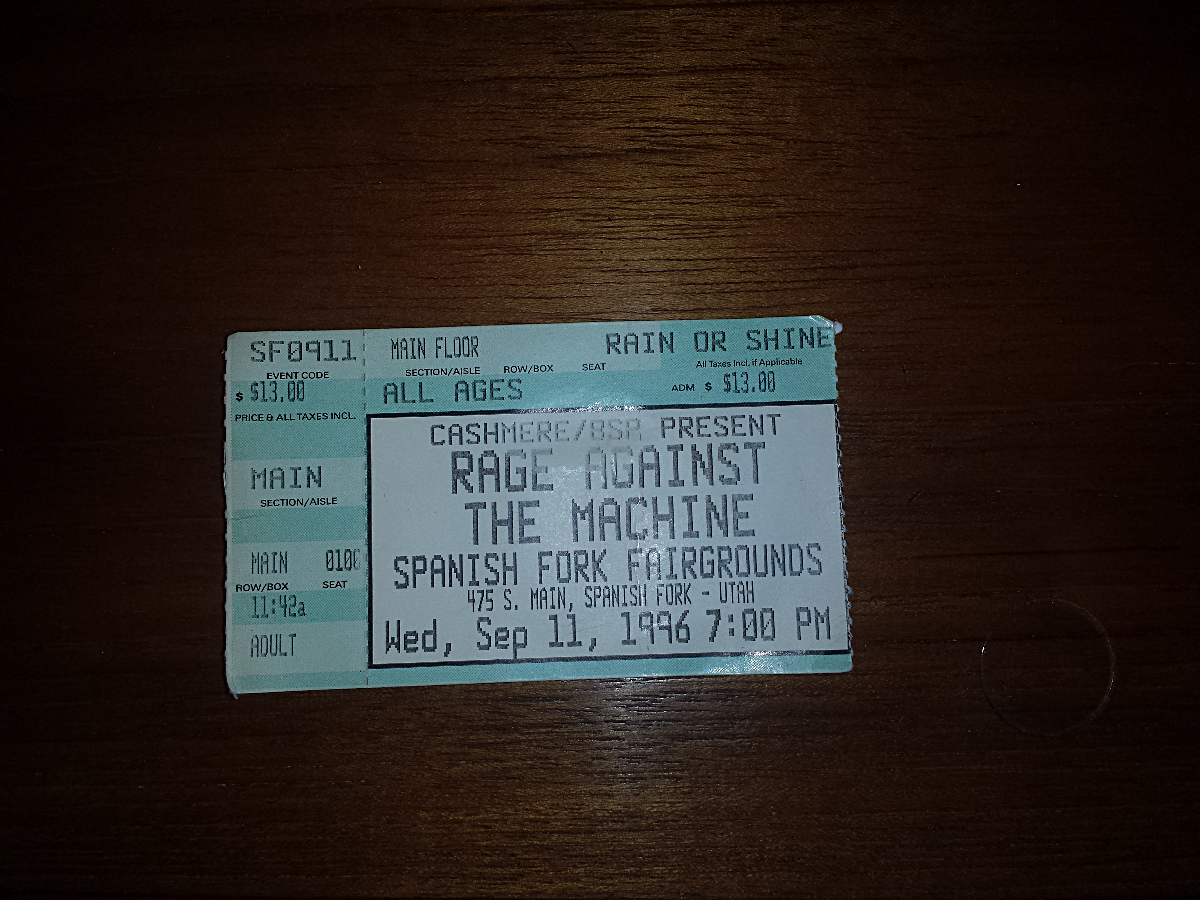 SF0911
EVENT CODE
$ $13.00
PRICE & ALL TAXES INCL.
MAIN
SECTION/AISLE
MAIN
ROW/BOX SEAT
11:42a
ADULT
MAIN FLOOR RAIN OR SHINE
SECTION/AISLE ROW/BOX SEAT All Taxes Incl. if Applicable
ALL AGES ADM $ $13.00
CASHMERE/BSR PRESENT
RAGE AGAINST
THE MACHINE
SPANISH FORK FAIRGROUNDS
475 S. MAIN, SPANISH FORK - UTAH
Wed, Sep 11, 1996 7:00 PM